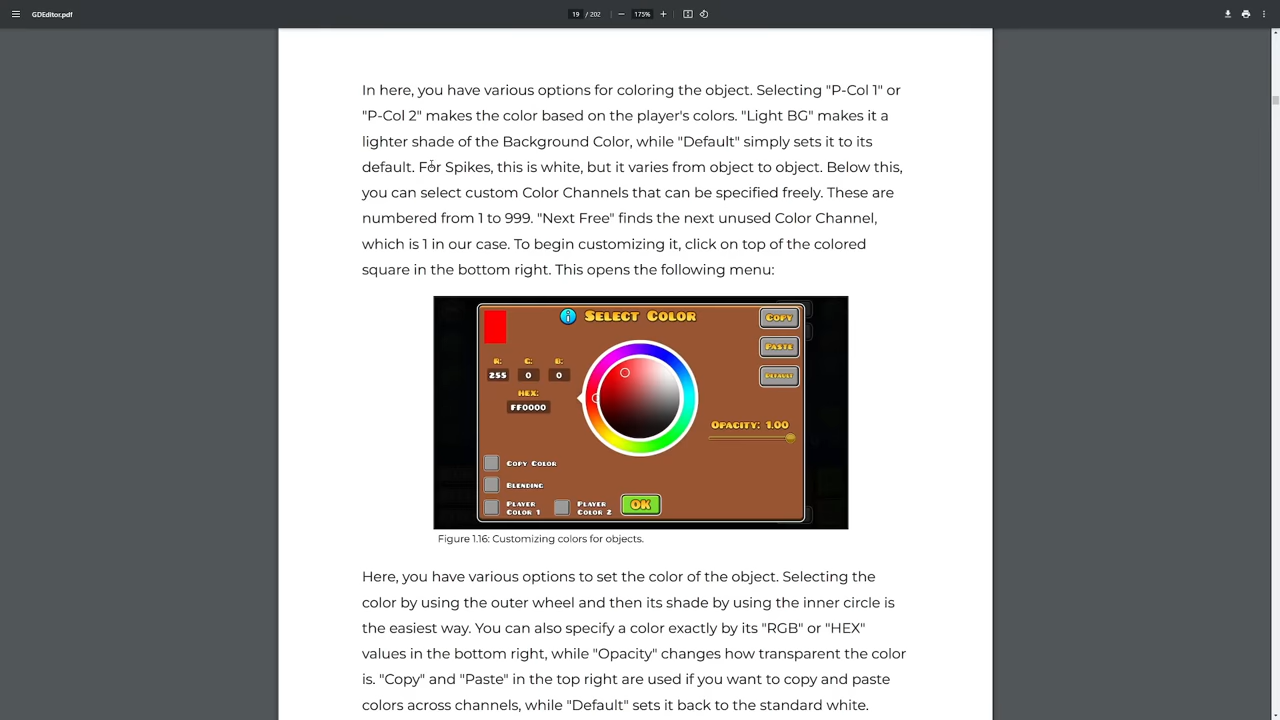 GDEditor.pdf
19 / 202
175%
In here, you have various options for coloring the object. Selecting "P-Col 1" or
"P-Col 2" makes the color based on the player's colors. "Light BG" makes it a
lighter shade of the Background Color, while "Default" simply sets it to its
default. For Spikes, this is white, but it varies from object to object. Below this,
you can select custom Color Channels that can be specified freely. These are
numbered from 1 to 999. "Next Free" finds the next unused Color Channel,
which is 1 in our case. To begin customizing it, click on top of the colored
square in the bottom right. This opens the following menu:
i Select Color
Copy
R: G: B:
255 0 0
Paste
Default
Hex:
FF0000
Opacity: 1.00
Copy Color
Blending
Player Color 1
Player Color 2
OK
Figure 1.16: Customizing colors for objects.
Here, you have various options to set the color of the object. Selecting the
color by using the outer wheel and then its shade by using the inner circle is
the easiest way. You can also specify a color exactly by its "RGB" or "HEX"
values in the bottom right, while "Opacity" changes how transparent the color
is. "Copy" and "Paste" in the top right are used if you want to copy and paste
colors across channels, while "Default" sets it back to the standard white.